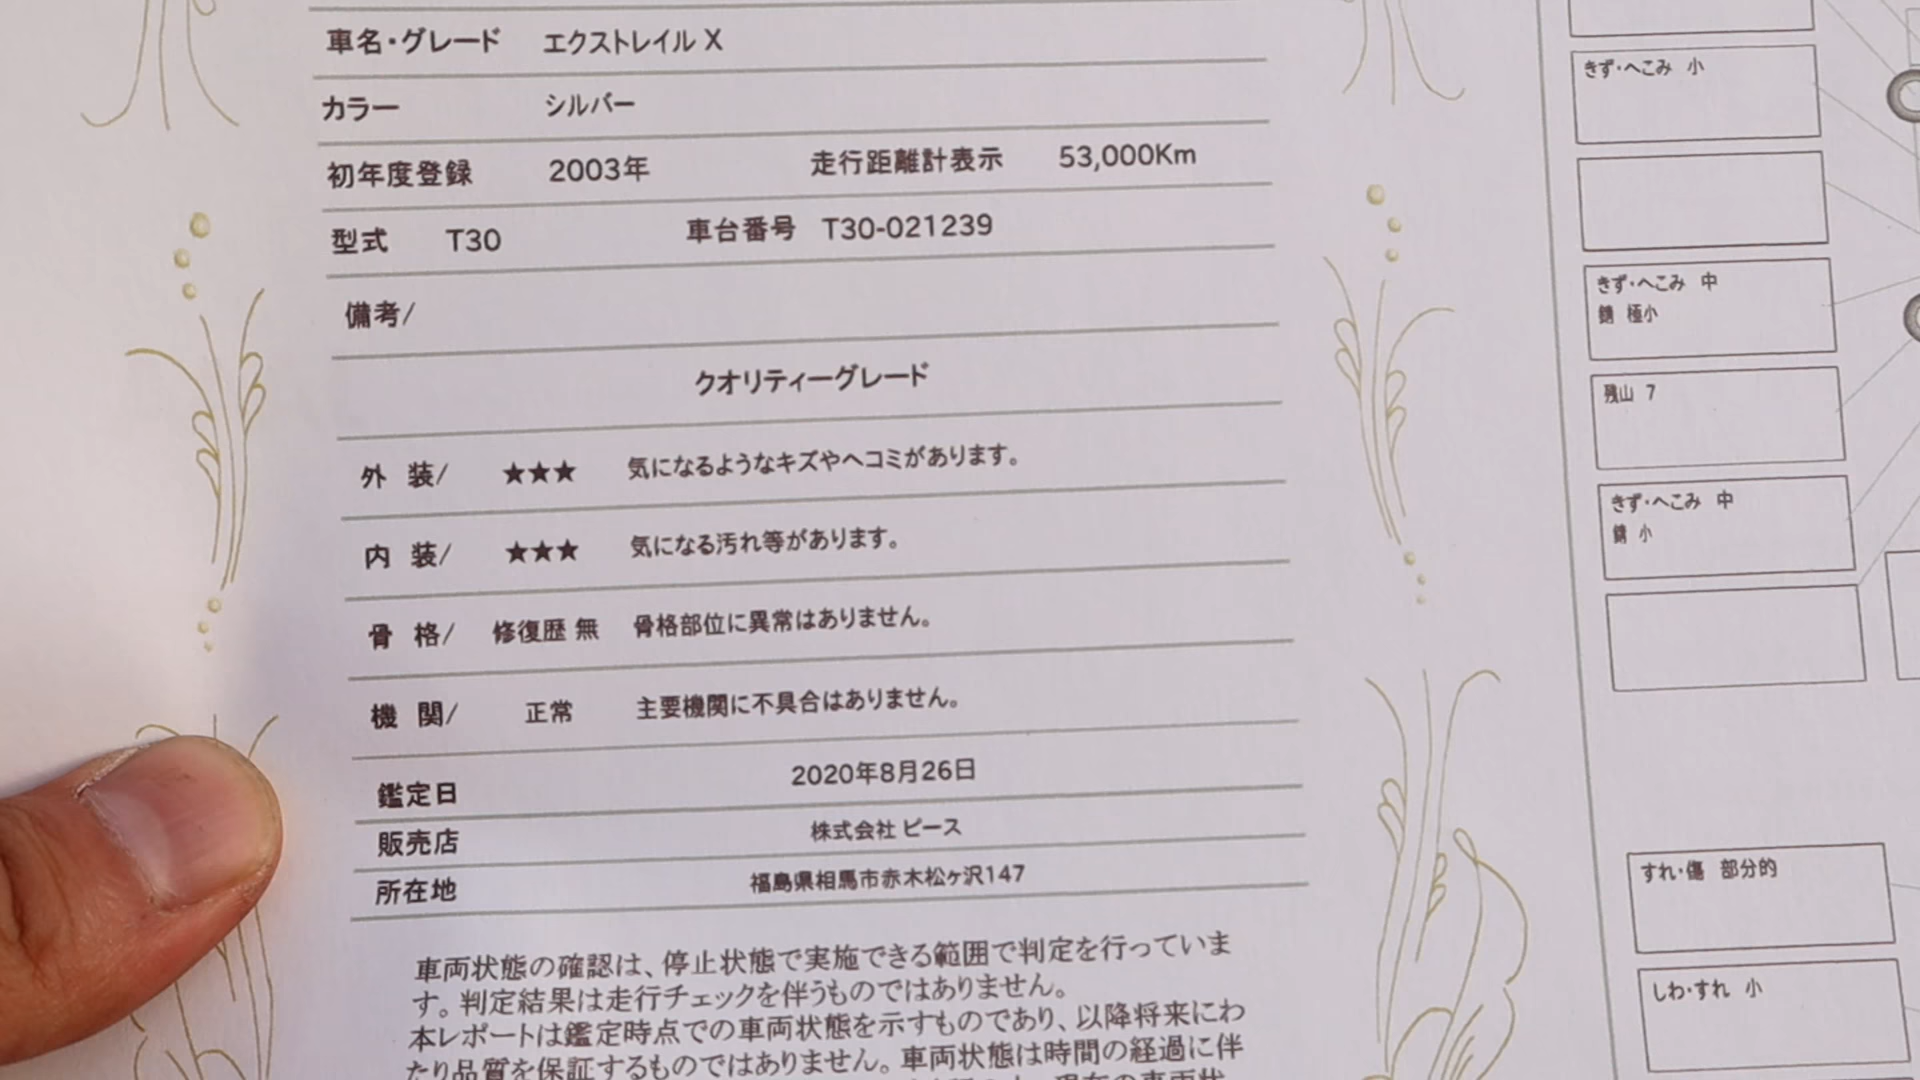 車名・グレード エクストレイル X
カラー シルバー
初年度登録 2003年 走行距離計表示 53,000Km
型式 T30 車台番号 T30-021239
備考/
クオリティーグレード
外 装/ ★★★ 気になるようなキズやヘコミがあります。
内 装/ ★★★ 気になる汚れ等があります。
骨 格/ 修復歴 無 骨格部位に異常はありません。
機 関/ 正常 主要機関に不具合はありません。
鑑定日 2020年8月26日
販売店 株式会社 ピース
所在地 福島県相馬市赤木松ヶ沢147
車両状態の確認は、停止状態で実施できる範囲で判定を行っていま
す。判定結果は走行チェックを伴うものではありません。
本レポートは鑑定時点での車両状態を示すものであり、以降将来にわ
たり品質を保証するものではありません。車両状態は時間の経過に伴
きず・へこみ 小
きず・へこみ 中
錆 極小
残山 7
きず・へこみ 中
錆 小
すれ・傷 部分的
しわ・すれ 小